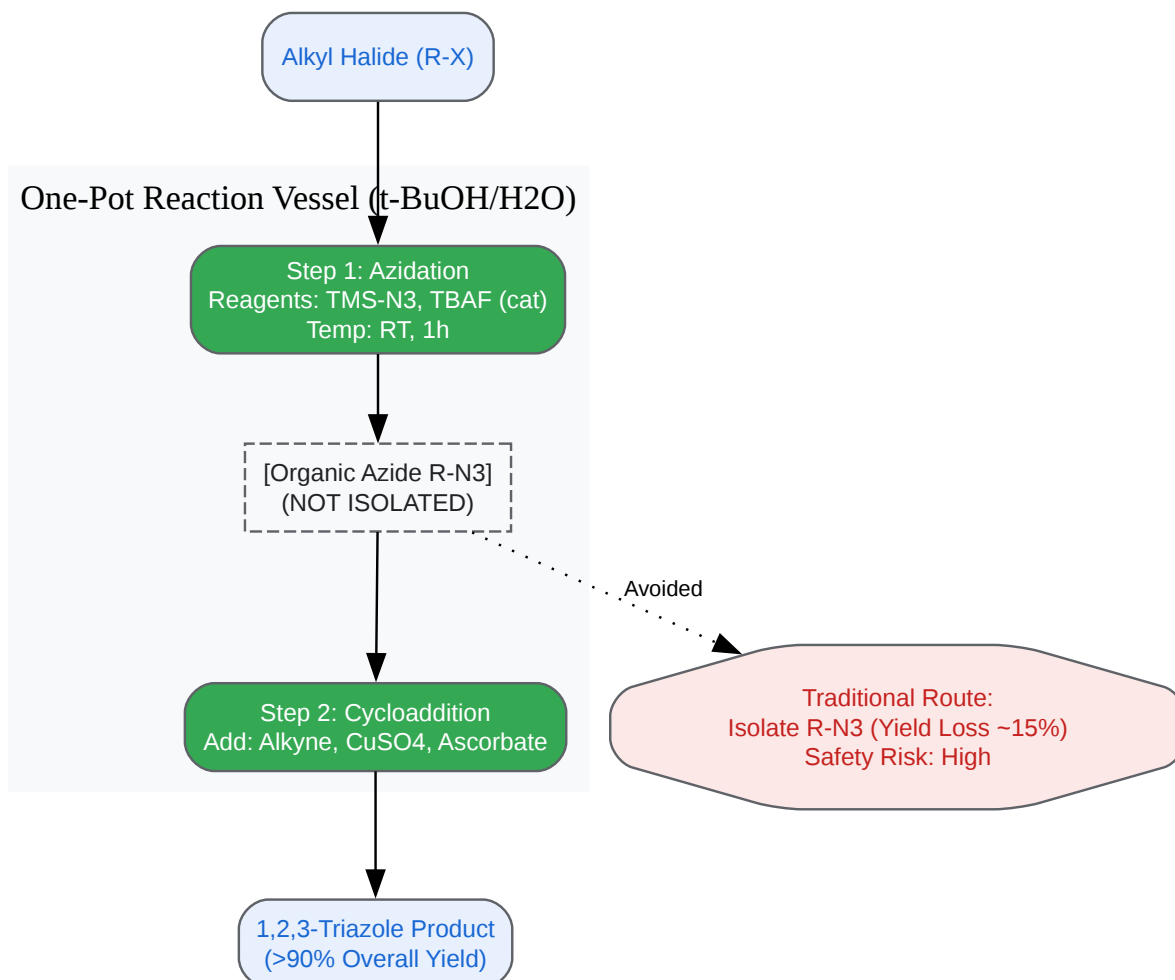 Alkyl Halide (R-X)
One-Pot Reaction Vessel (t-BuOH/H2O)
Step 1: Azidation
Reagents: TMS-N3, TBAF (cat)
Temp: RT, 1h
[Organic Azide R-N3]
(NOT ISOLATED)
Avoided
Step 2: Cycloaddition
Add: Alkyne, CuSO4, Ascorbate
Traditional Route:
Isolate R-N3 (Yield Loss ~15%)
Safety Risk: High
1,2,3-Triazole Product
(>90% Overall Yield)